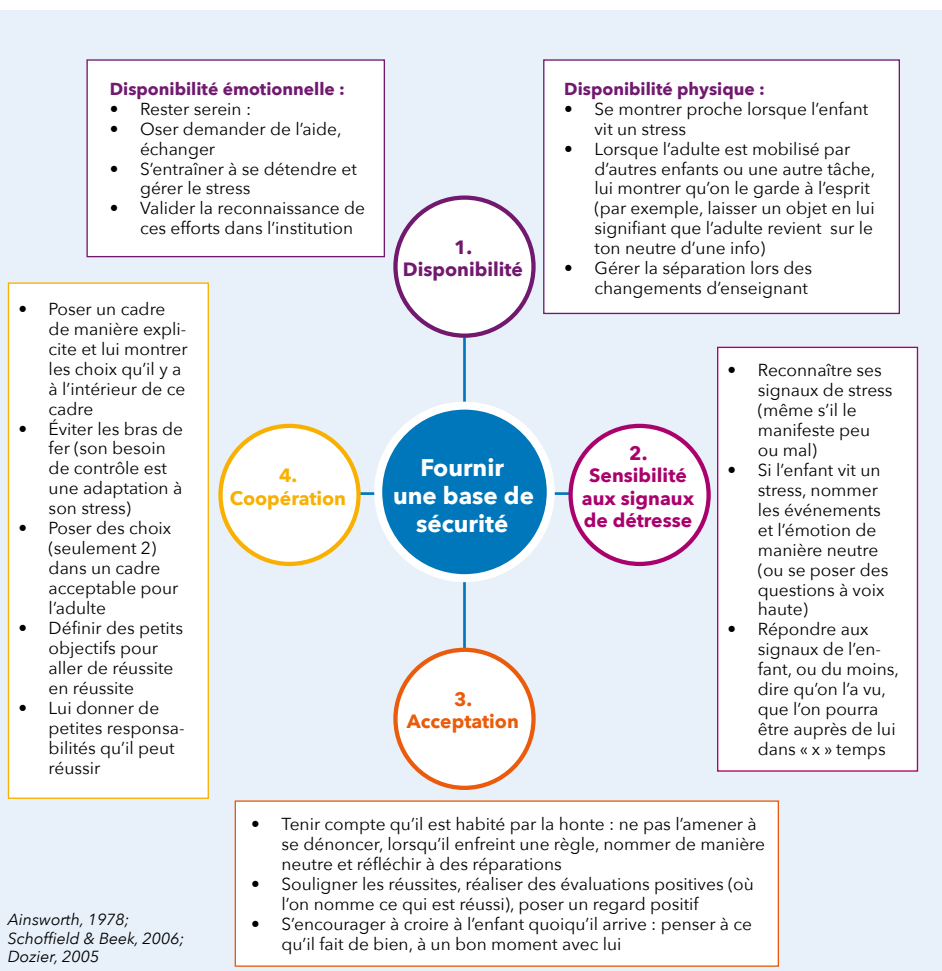 Disponibilité émotionnelle :
• Rester serein :
• Oser demander de l'aide,
échanger
• S'entraîner à se détendre et
gérer le stress
• Valider la reconnaissance de
ces efforts dans l'institution
Disponibilité physique :
• Se montrer proche lorsque l'enfant
vit un stress
• Lorsque l'adulte est mobilisé par
d'autres enfants ou une autre tâche,
lui montrer qu'on le garde à l'esprit
(par exemple, laisser un objet en lui
signifiant que l'adulte revient sur le
ton neutre d'une info)
• Gérer la séparation lors des
changements d'enseignant
1.
Disponibilité
• Poser un cadre
de manière expli-
cite et lui montrer
les choix qu'il y a
à l'intérieur de ce
cadre
• Éviter les bras de
fer (son besoin
de contrôle est
une adaptation à
son stress)
• Poser des choix
(seulement 2)
dans un cadre
acceptable pour
l'adulte
• Définir des petits
objectifs pour
aller de réussite
en réussite
• Lui donner de
petites responsa-
bilités qu'il peut
réussir
4.
Coopération
Fournir
une base de
sécurité
2.
Sensibilité
aux signaux
de détresse
• Reconnaître ses
signaux de stress
(même s'il le
manifeste peu
ou mal)
• Si l'enfant vit un
stress, nommer
les événements
et l'émotion de
manière neutre
(ou se poser des
questions à voix
haute)
• Répondre aux
signaux de l'en-
fant, ou du moins,
dire qu'on l'a vu,
que l'on pourra
être auprès de lui
dans « x » temps
3.
Acceptation
• Tenir compte qu'il est habité par la honte : ne pas l'amener à
se dénoncer, lorsqu'il enfreint une règle, nommer de manière
neutre et réfléchir à des réparations
• Souligner les réussites, réaliser des évaluations positives (où
l'on nomme ce qui est réussi), poser un regard positif
• S'encourager à croire à l'enfant quoiqu'il arrive : penser à ce
qu'il fait de bien, à un bon moment avec lui
Ainsworth, 1978;
Schoffield & Beek, 2006;
Dozier, 2005